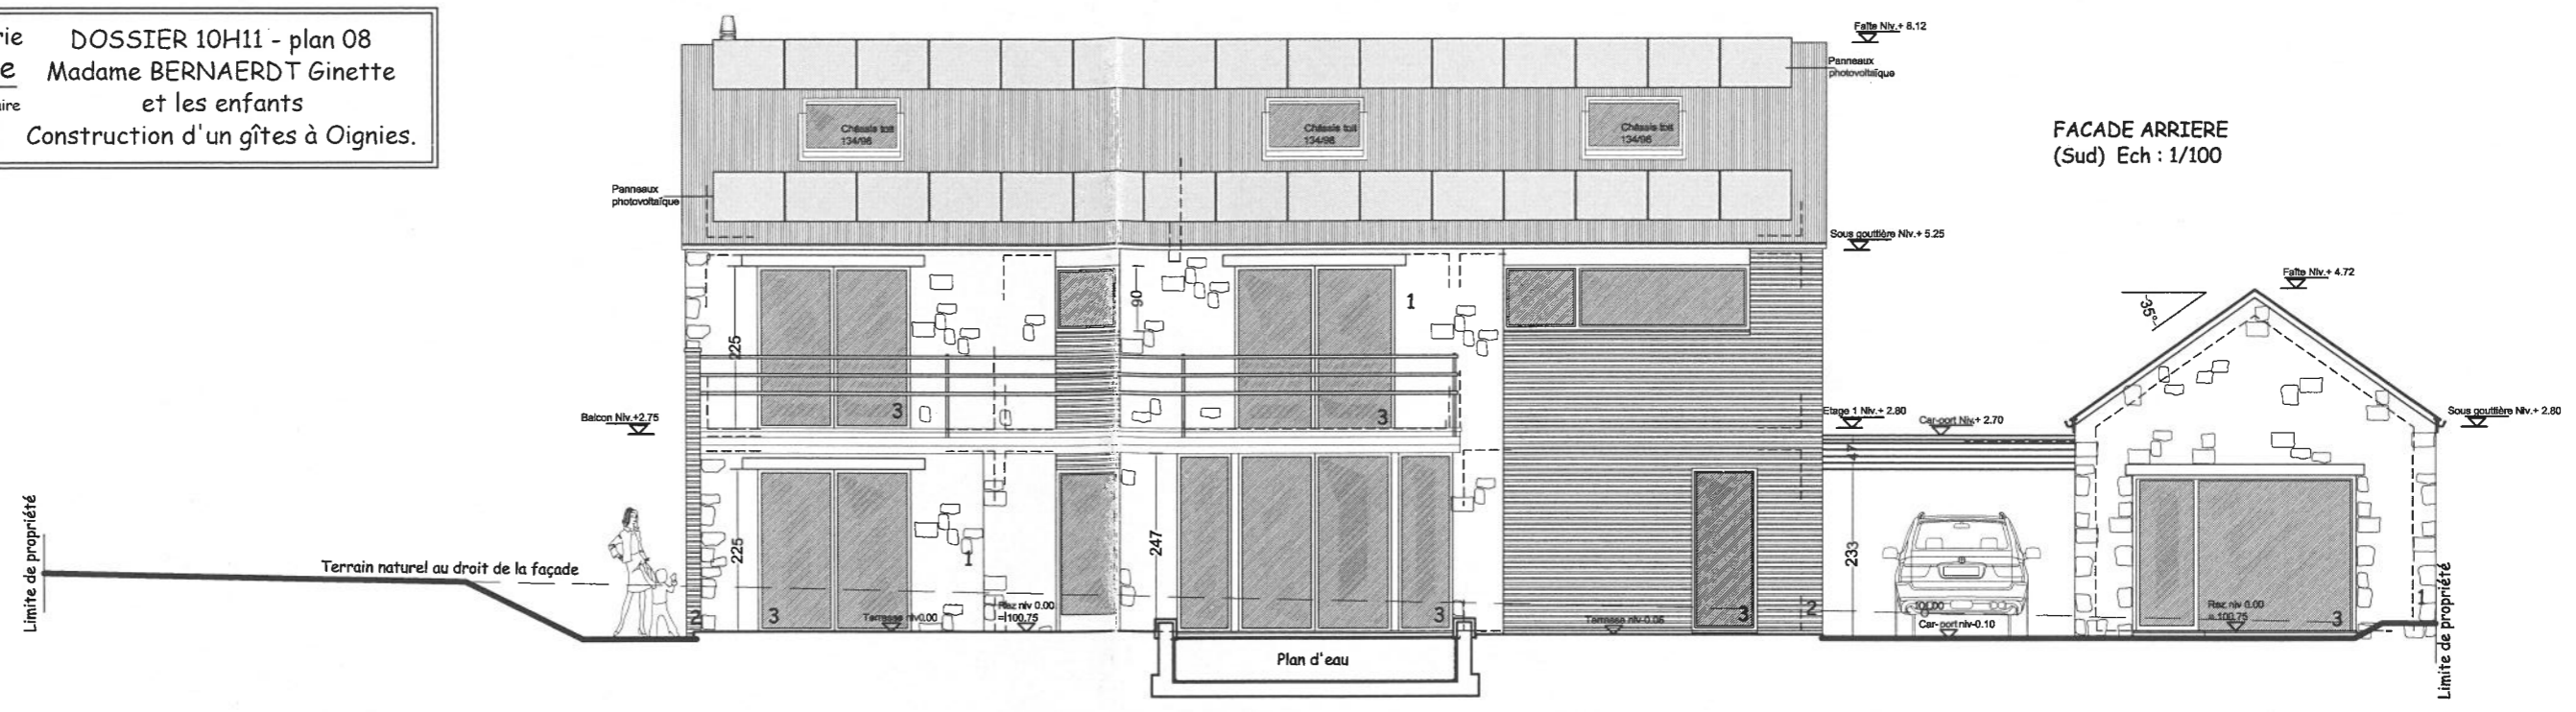 rie
e
aire
DOSSIER 10H11 - plan 08
Madame BERNAERDT Ginette
et les enfants
Construction d'un gîtes à Oignies.
Faîte Niv.+ 8.12
Panneaux
photovoltaïque
FACADE ARRIERE
(Sud) Ech : 1/100
Châssis toit
134/98
Châssis toit
134/98
Châssis toit
134/98
Panneaux
photovoltaïque
Sous gouttière Niv.+ 5.25
Faîte Niv.+ 4.72
35°
90
1
225
3
3
Balcon Niv.+2.75
Etage 1 Niv.+ 2.80
Car-port Niv.+ 2.70
Sous gouttière Niv.+ 2.80
47
Limite de propriété
Terrain naturel au droit de la façade
225
1
247
233
2
3
Terrasse niv0.00
Rez niv 0.00
=100.75
3
Terrasse niv-0.05
3
2
101.00
Car-port niv-0.10
Rez niv 0.00
= 100.75
3
1
Limite de propriété
Plan d'eau